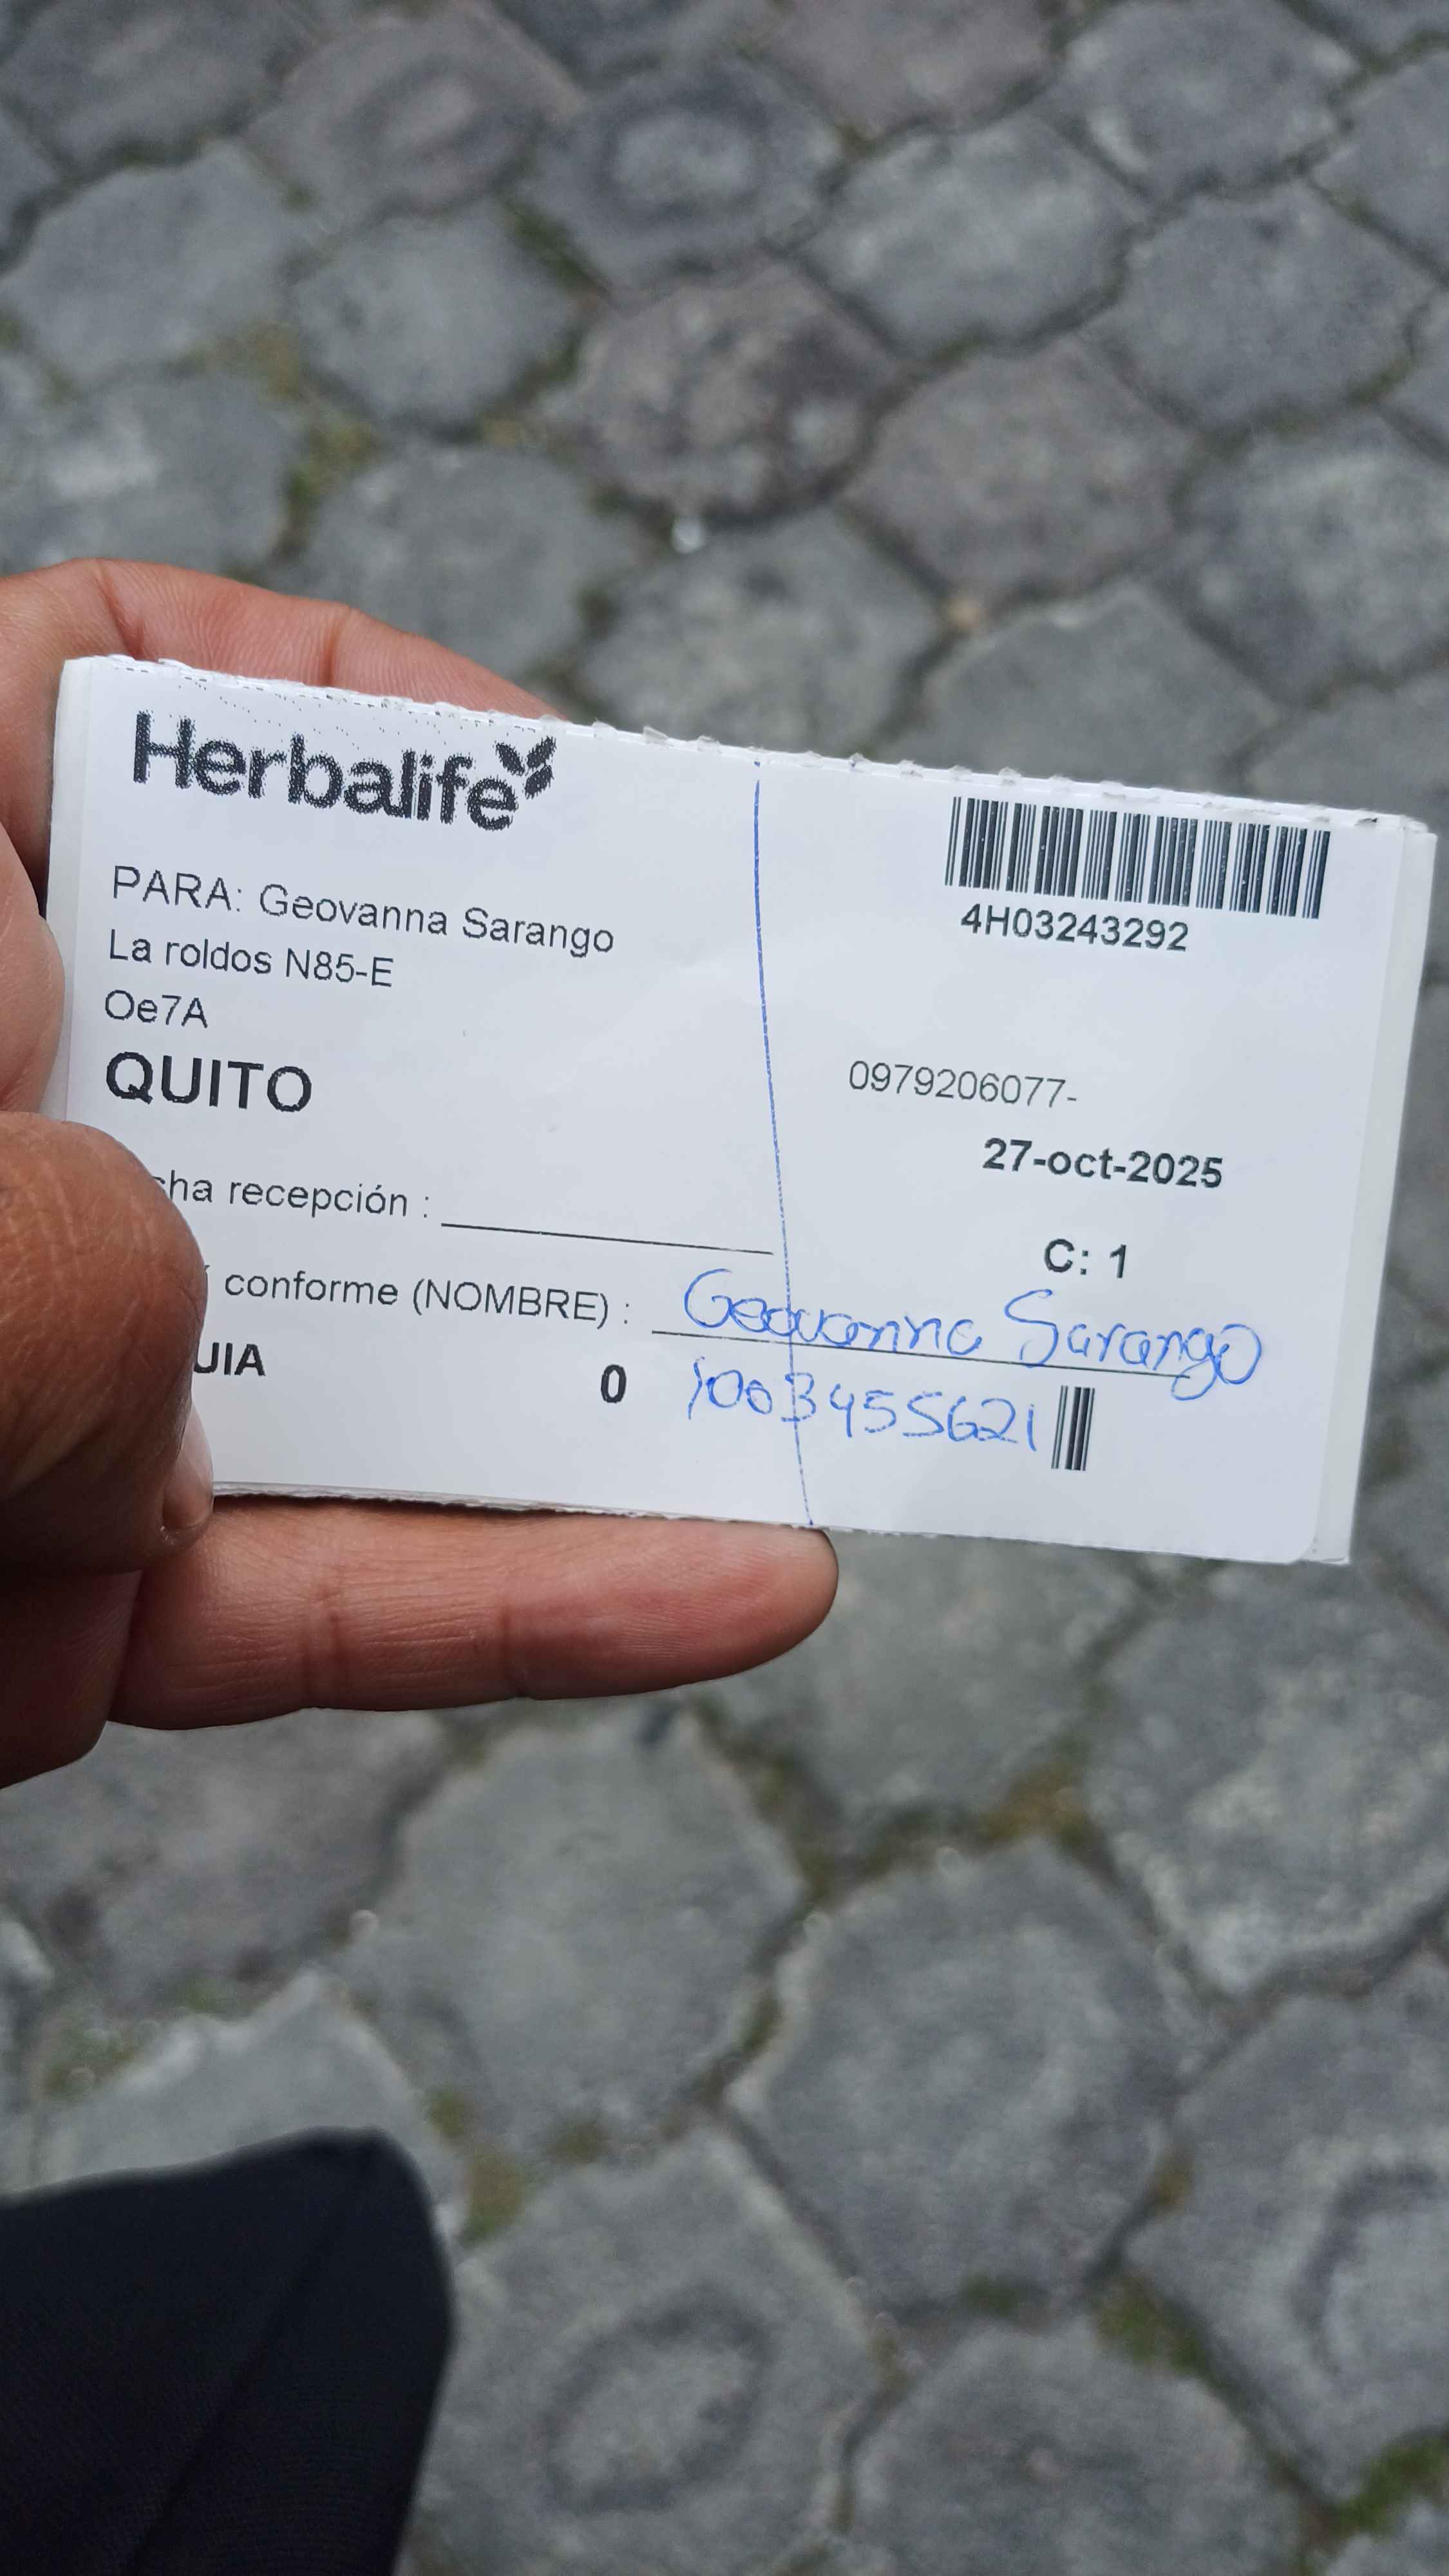 Herbalife
PARA: Geovanna Sarango
La roldos N85-E
Oe7A
QUITO
4H03243292
0979206077-
27-oct-2025
C: 1
cha recepción :
í conforme (NOMBRE) : Geovanna Sarango
UIA 0 1003455621